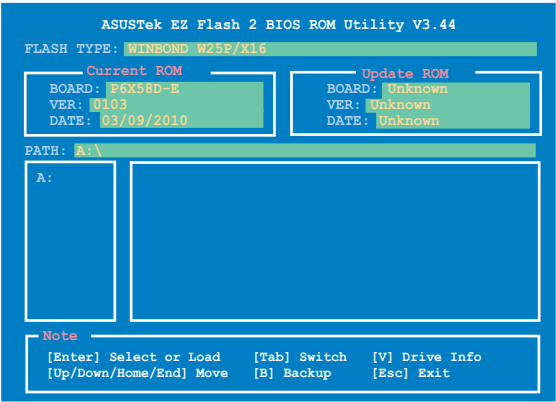 ASUSTek EZ Flash 2 BIOS ROM Utility V3.44
FLASH TYPE: WINBOND W25P/X16
Current ROM
BOARD: P6X58D-E
VER: 0103
DATE: 03/09/2010
Update ROM
BOARD: Unknown
VER: Unknown
DATE: Unknown
PATH: A:\
A:
Note
[Enter] Select or Load [Tab] Switch [V] Drive Info
[Up/Down/Home/End] Move [B] Backup [Esc] Exit